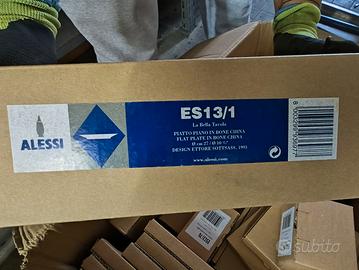 ALESSI
ES13/1
La Bella Tavola
PIATTO PIANO IN BONE CHINA
FLAT PLATE IN BONE CHINA
DESIGN ETTORE SOTTSASS, 1993
www.alessi.com
ALESSI
subito